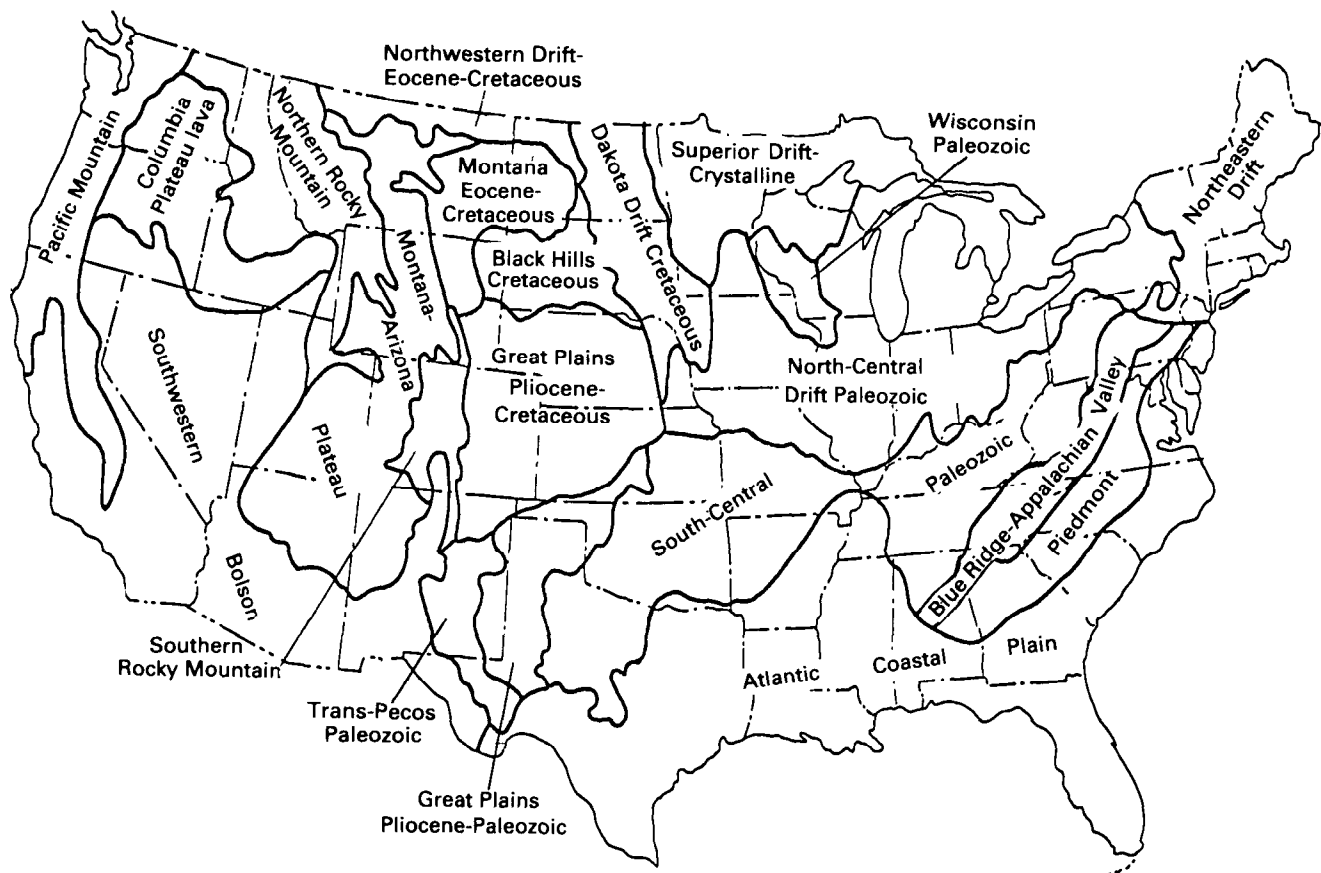 Northwestern Drift-
Eocene-Cretaceous
Wisconsin
Paleozoic
Pacific Mountain
Columbia
Plateau lava
Northern Rocky
Mountain
Montana
Eocene-
Cretaceous
Dakota Drift Cretaceous
Superior Drift-
Crystalline
Northeastern
Drift
Black Hills
Cretaceous
Montana-
Arizona
Plateau
Great Plains
Pliocene-
Cretaceous
North-Central
Drift Paleozoic
Southwestern
Bolson
South-Central
Paleozoic
Blue Ridge-Appalachian Valley
Piedmont
Southern
Rocky Mountain
Atlantic
Coastal
Plain
Trans-Pecos
Paleozoic
Great Plains
Pliocene-Paleozoic